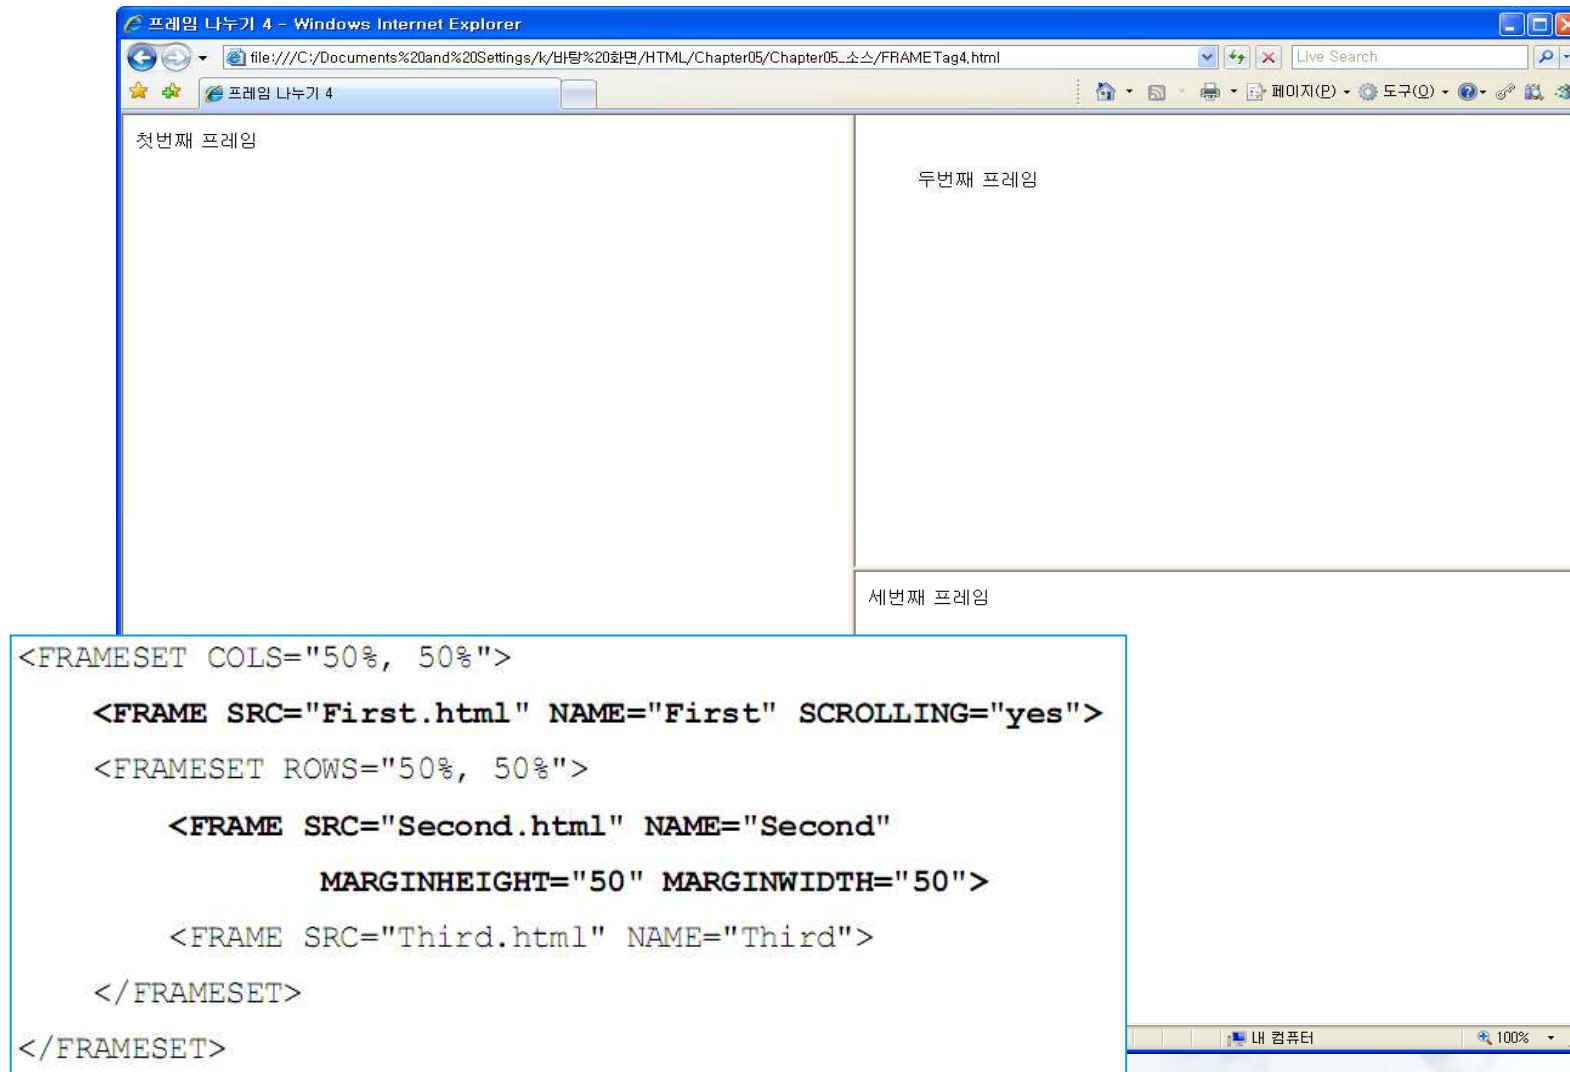 프레임 나누기 4 - Windows Internet Explorer
file:///C:/Documents%20and%20Settings/k/바탕%20화면/HTML/Chapter05/Chapter05_소스/FRAMETag4.html
Live Search
프레임 나누기 4
페이지(P)
도구(O)
첫번째 프레임
두번째 프레임
세번째 프레임
<FRAMESET COLS="50%, 50%">
<FRAME SRC="First.html" NAME="First" SCROLLING="yes">
<FRAMESET ROWS="50%, 50%">
<FRAME SRC="Second.html" NAME="Second"
MARGINHEIGHT="50" MARGINWIDTH="50">
<FRAME SRC="Third.html" NAME="Third">
</FRAMESET>
</FRAMESET>
내 컴퓨터
100%